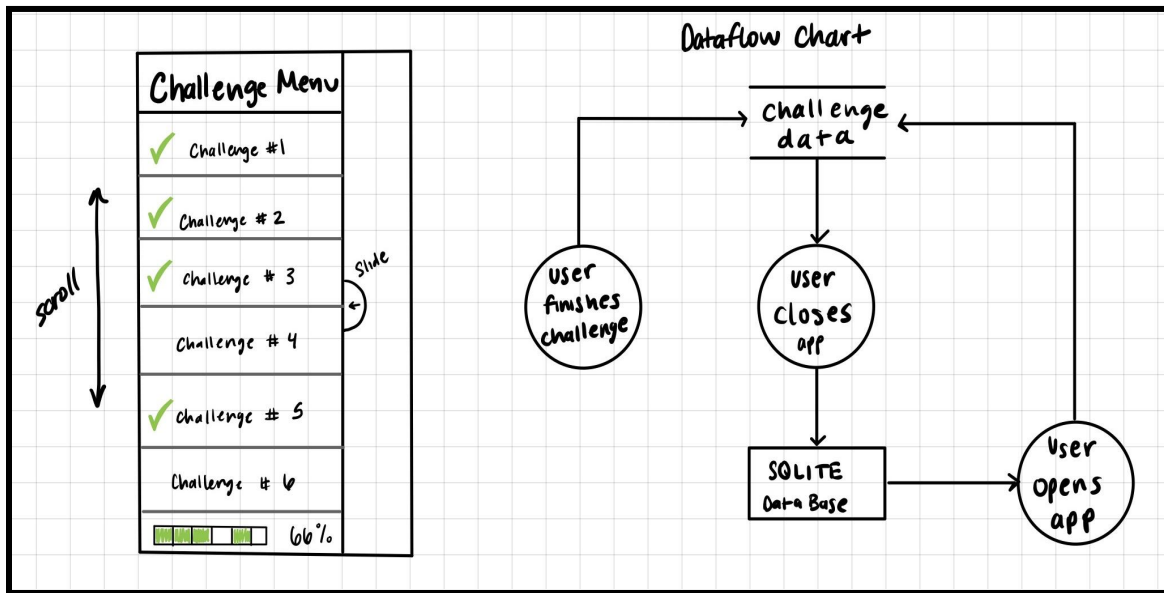 Challenge Menu
Challenge #1
Challenge # 2
Challenge # 3
Challenge # 4
Challenge # 5
Challenge # 6
66%
scroll
Slide
Dataflow Chart
Challenge
data
User
finishes
challenge
User
closes
app
SQLITE
Data Base
User
opens
app